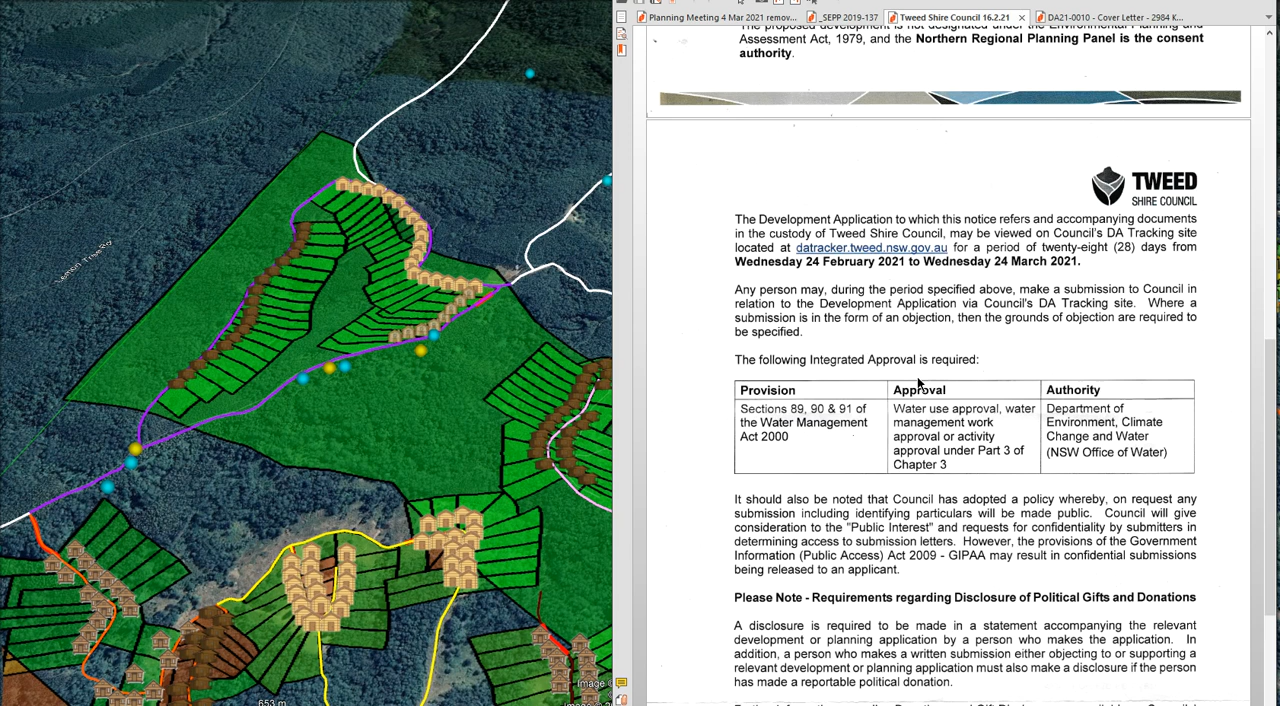 Planning Meeting 4 Mar 2021 remov...
_SEPP 2019-137
Tweed Shire Council 16.2.21
DA21-0010 - Cover Letter - 2984 K...
The proposed development is not designated under the Environmental Planning and
Assessment Act, 1979, and the Northern Regional Planning Panel is the consent
authority.
TWEED
SHIRE COUNCIL
The Development Application to which this notice refers and accompanying documents
in the custody of Tweed Shire Council, may be viewed on Council's DA Tracking site
located at datracker.tweed.nsw.gov.au for a period of twenty-eight (28) days from
Wednesday 24 February 2021 to Wednesday 24 March 2021.
Any person may, during the period specified above, make a submission to Council in
relation to the Development Application via Council's DA Tracking site. Where a
submission is in the form of an objection, then the grounds of objection are required to
be specified.
The following Integrated Approval is required:
Provision
Approval
Authority
Sections 89, 90 & 91 of
the Water Management
Act 2000
Water use approval, water
management work
approval or activity
approval under Part 3 of
Chapter 3
Department of
Environment, Climate
Change and Water
(NSW Office of Water)
It should also be noted that Council has adopted a policy whereby, on request any
submission including identifying particulars will be made public. Council will give
consideration to the "Public Interest" and requests for confidentiality by submitters in
determining access to submission letters. However, the provisions of the Government
Information (Public Access) Act 2009 - GIPAA may result in confidential submissions
being released to an applicant.
Please Note - Requirements regarding Disclosure of Political Gifts and Donations
A disclosure is required to be made in a statement accompanying the relevant
development or planning application by a person who makes the application. In
addition, a person who makes a written submission either objecting to or supporting a
relevant development or planning application must also make a disclosure if the person
has made a reportable political donation.
653 m
Image ©